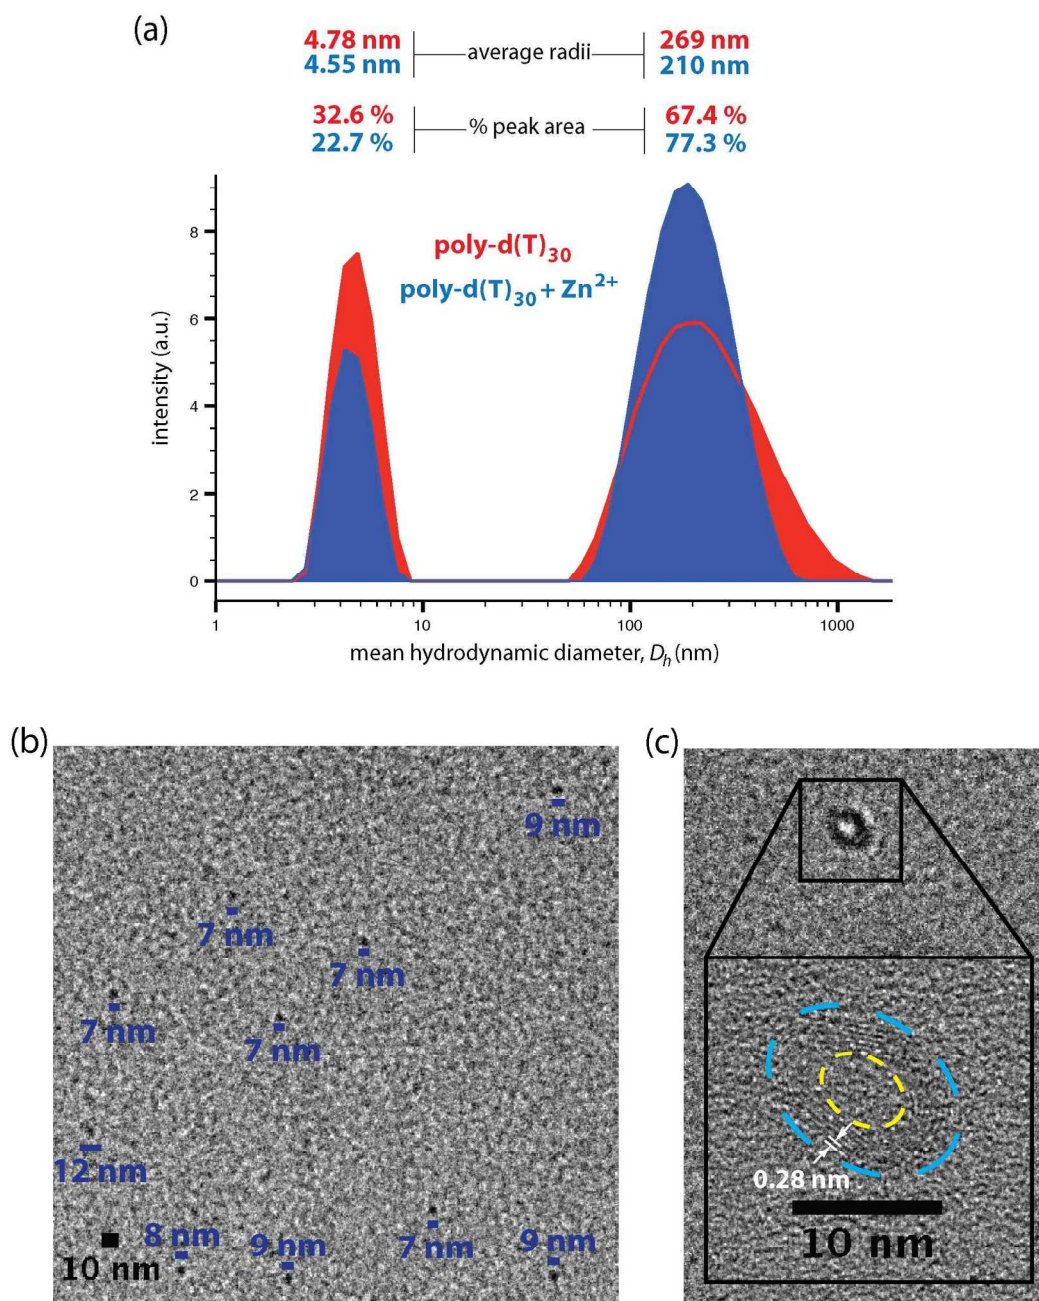 (a)
4.78 nm
4.55 nm
average radii
269 nm
210 nm
32.6 %
22.7 %
% peak area
67.4 %
77.3 %
intensity (a.u.)
8
6
4
2
0
poly-d(T)30
poly-d(T)30 + Zn2+
1
10
100
1000
mean hydrodynamic diameter, Dh (nm)
(b)
9 nm
7 nm
7 nm
7 nm
7 nm
12 nm
10 nm
8 nm
9 nm
7 nm
9 nm
(c)
0.28 nm
10 nm